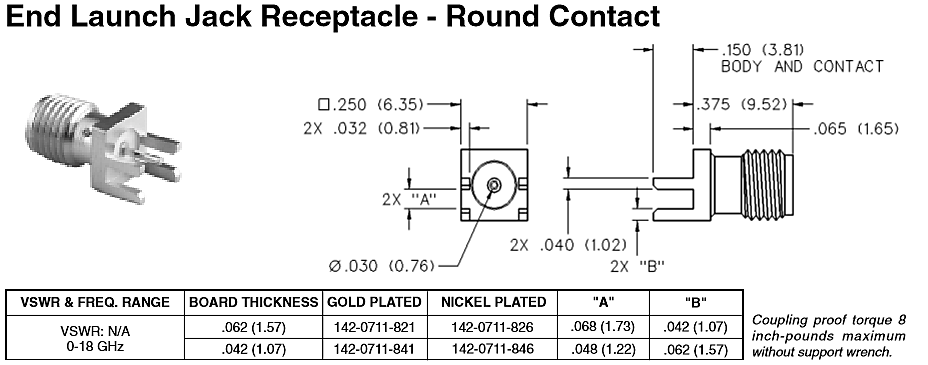 End Launch Jack Receptacle - Round Contact
.150 (3.81)
BODY AND CONTACT
□.250 (6.35)
.375 (9.52)
2X .032 (0.81)
.065 (1.65)
2X "A"
2X .040 (1.02)
2X "B"
Ø.030 (0.76)
VSWR & FREQ. RANGE BOARD THICKNESS GOLD PLATED NICKEL PLATED "A" "B"
VSWR: N/A
0-18 GHz
.062 (1.57) 142-0711-821 142-0711-826 .068 (1.73) .042 (1.07)
.042 (1.07) 142-0711-841 142-0711-846 .048 (1.22) .062 (1.57)
Coupling proof torque 8
inch-pounds maximum
without support wrench.